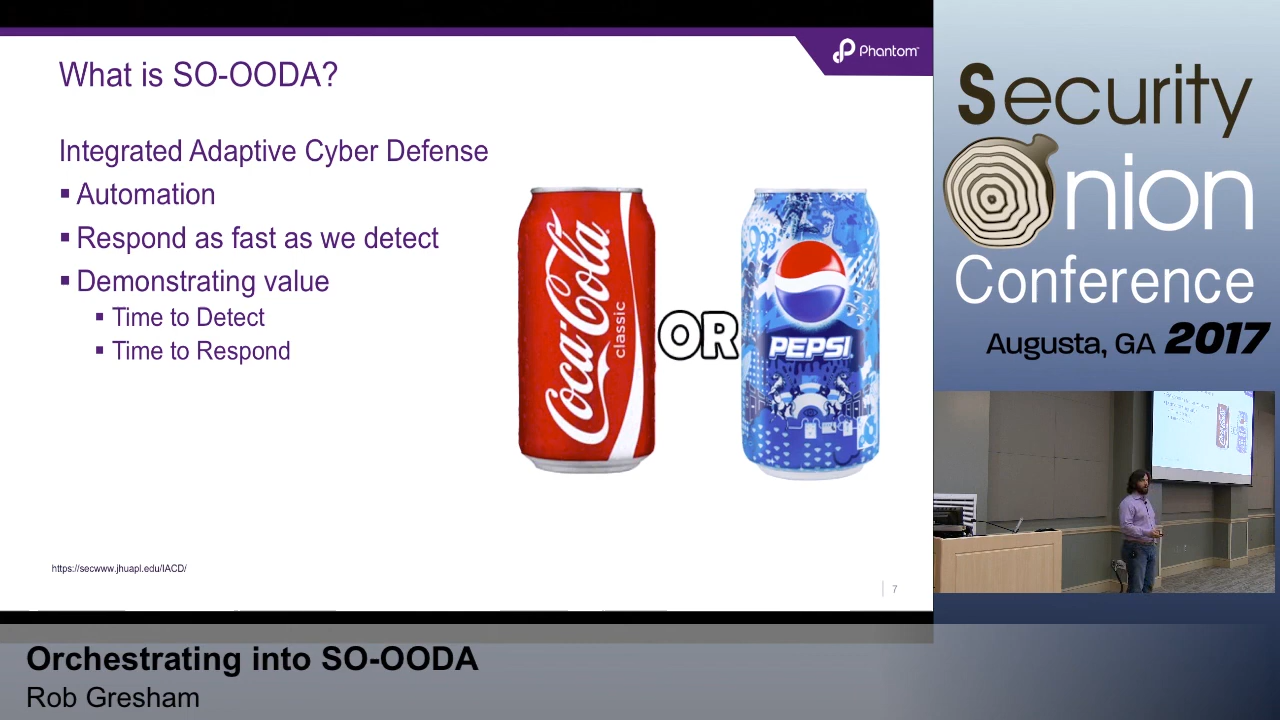 What is SO-OODA?
Phantom
Integrated Adaptive Cyber Defense
▪ Automation
▪ Respond as fast as we detect
▪ Demonstrating value
▪ Time to Detect
▪ Time to Respond
Coca-Cola
classic
OR
PEPSI
https://secwww.jhuapl.edu/IACD/
7
Security
Onion
Conference
Augusta, GA 2017
Orchestrating into SO-OODA
Rob Gresham